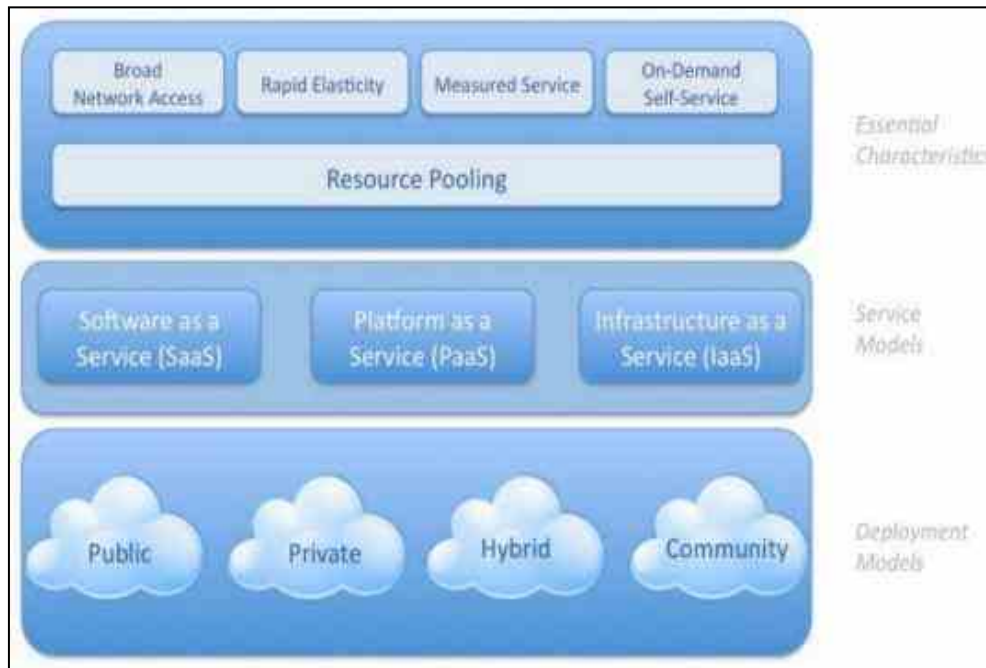 Broad
Network Access
Rapid Elasticity
Measured Service
On-Demand
Self-Service
Resource Pooling
Essential
Characteristics
Software as a
Service (SaaS)
Platform as a
Service (PaaS)
Infrastructure as a
Service (IaaS)
Service
Models
Public
Private
Hybrid
Community
Deployment
Models